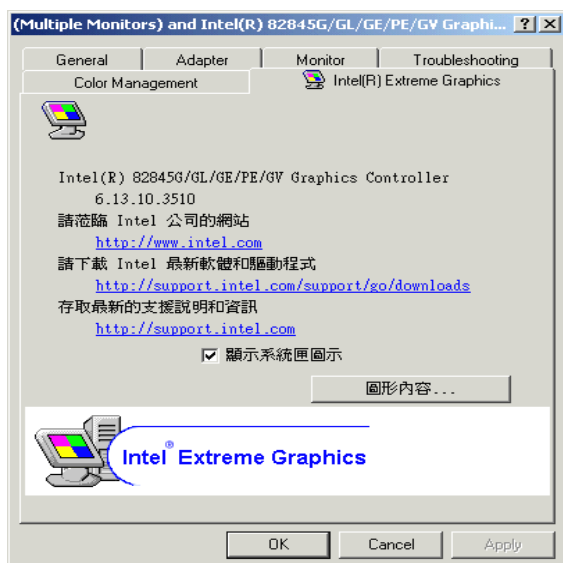 (Multiple Monitors) and Intel(R) 82845G/GL/GE/PE/GV Graphi...
General Adapter Monitor Troubleshooting
Color Management Intel(R) Extreme Graphics
Intel(R) 82845G/GL/GE/PE/GV Graphics Controller
6.13.10.3510
請蒞臨 Intel 公司的網站
http://www.intel.com
請下載 Intel 最新軟體和驅動程式
http://support.intel.com/support/go/downloads
存取最新的支援說明和資訊
http://support.intel.com
顯示系統匣圖示
圖形內容...
Intel® Extreme Graphics
OK Cancel Apply